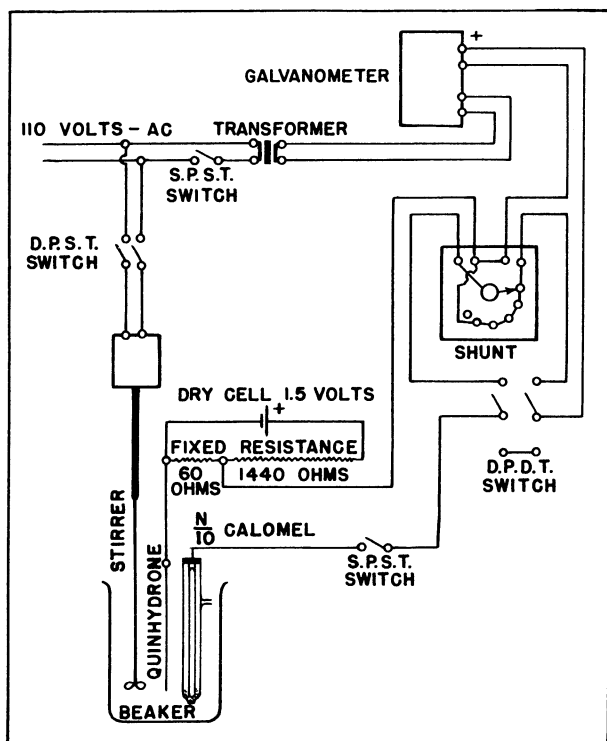 +
GALVANOMETER
110 VOLTS - AC
TRANSFORMER
S.P.S.T.
SWITCH
D.P.S.T.
SWITCH
SHUNT
DRY CELL 1.5 VOLTS
+
FIXED RESISTANCE
60 1440 OHMS
OHMS
D.P.D.T.
SWITCH
N
10 CALOMEL
S.P.S.T.
SWITCH
STIRRER
QUINHYDRONE
BEAKER